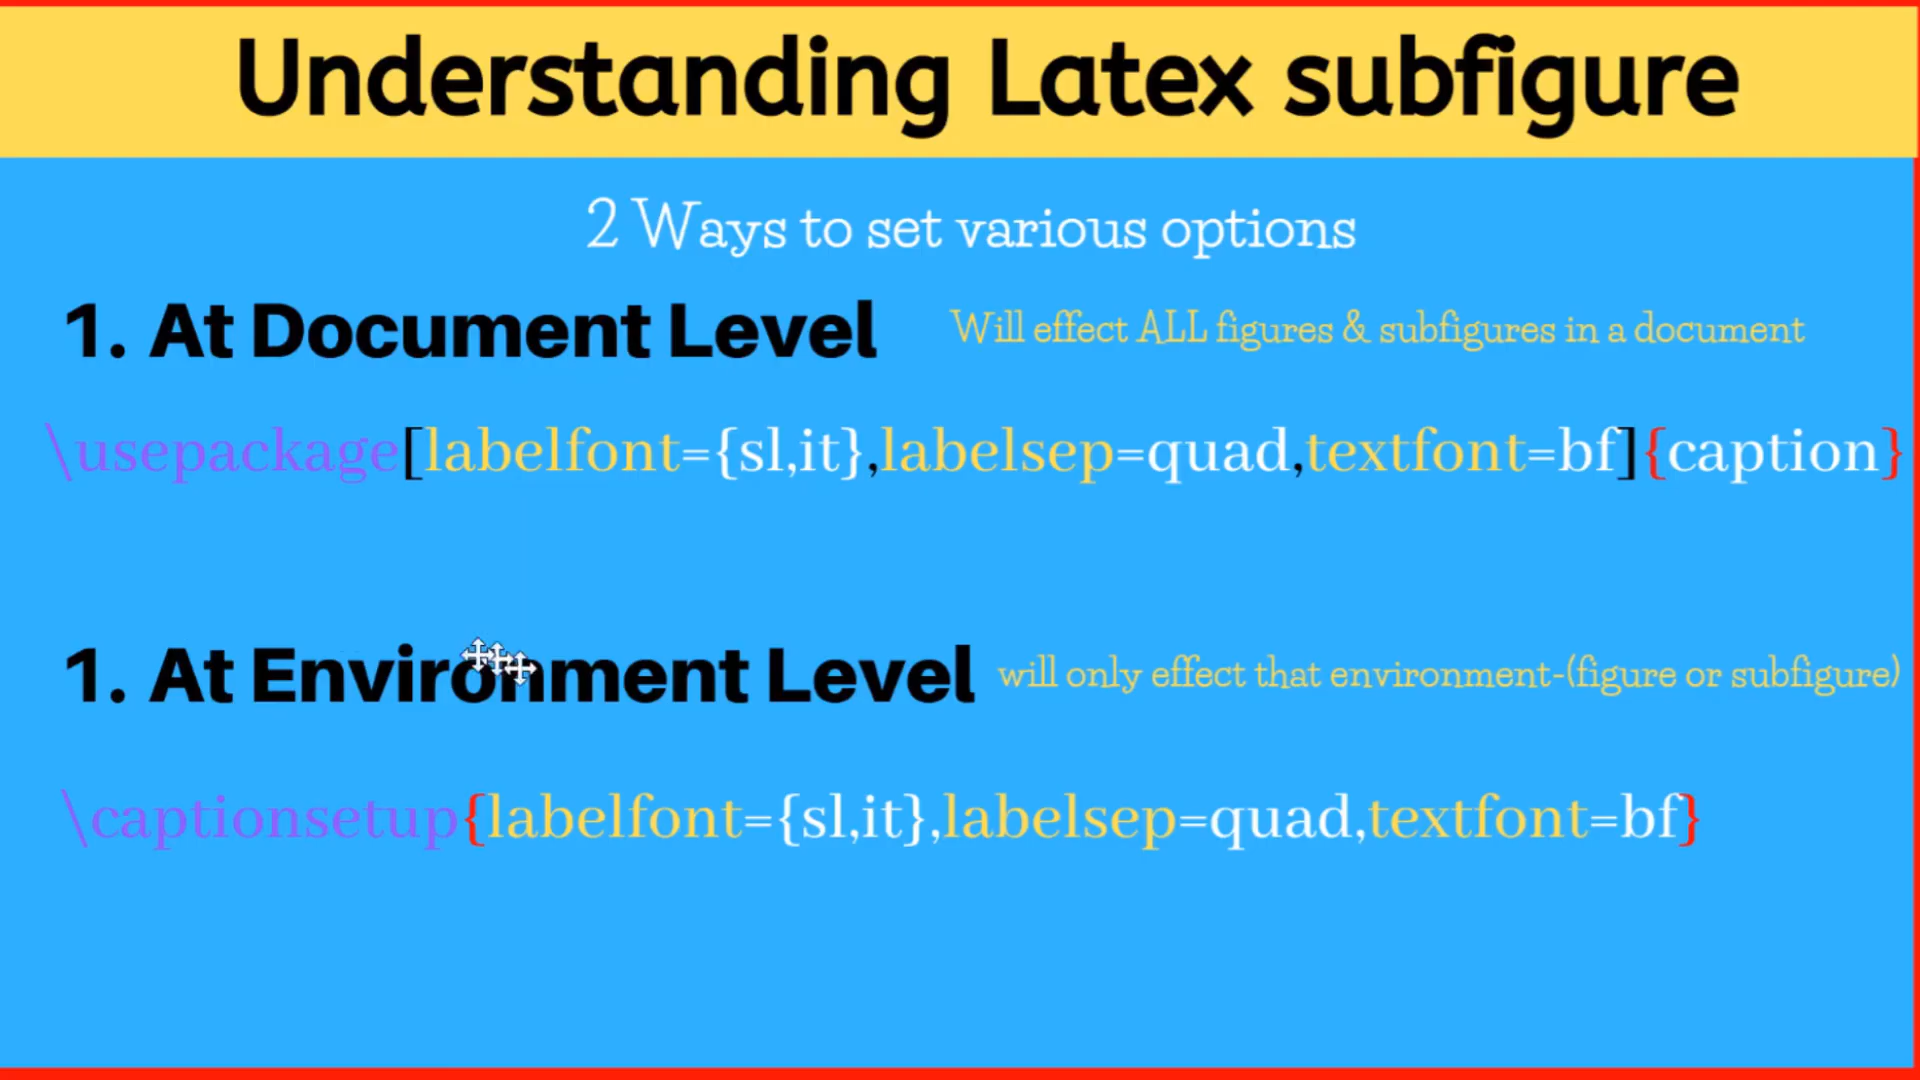 Understanding Latex subfigure
2 Ways to set various options
1. At Document Level Will effect ALL figures & subfigures in a document
\usepackage[labelfont={sl,it},labelsep=quad,textfont=bf]{caption}
1. At Environment Level will only effect that environment-(figure or subfigure)
\captionsetup{labelfont={sl,it},labelsep=quad,textfont=bf}